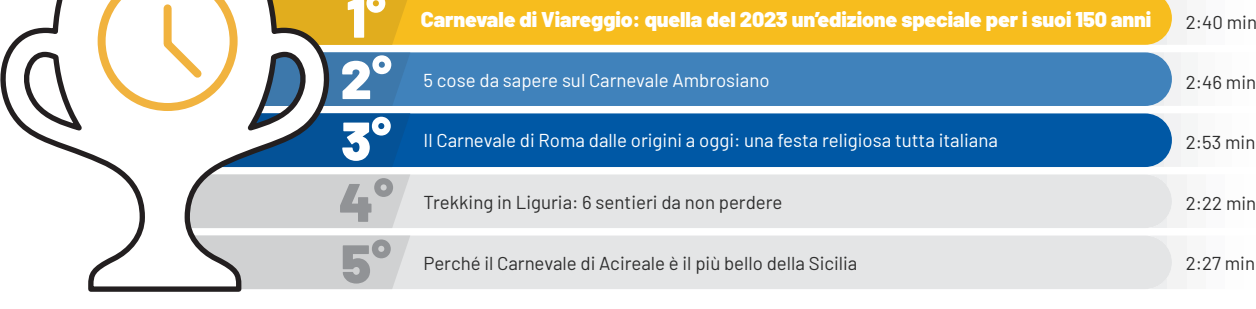 1° Carnevale di Viareggio: quella del 2023 un’edizione speciale per i suoi 150 anni 2:40 min
2° 5 cose da sapere sul Carnevale Ambrosiano 2:46 min
3° Il Carnevale di Roma dalle origini a oggi: una festa religiosa tutta italiana 2:53 min
4° Trekking in Liguria: 6 sentieri da non perdere 2:22 min
5° Perché il Carnevale di Acireale è il più bello della Sicilia 2:27 min